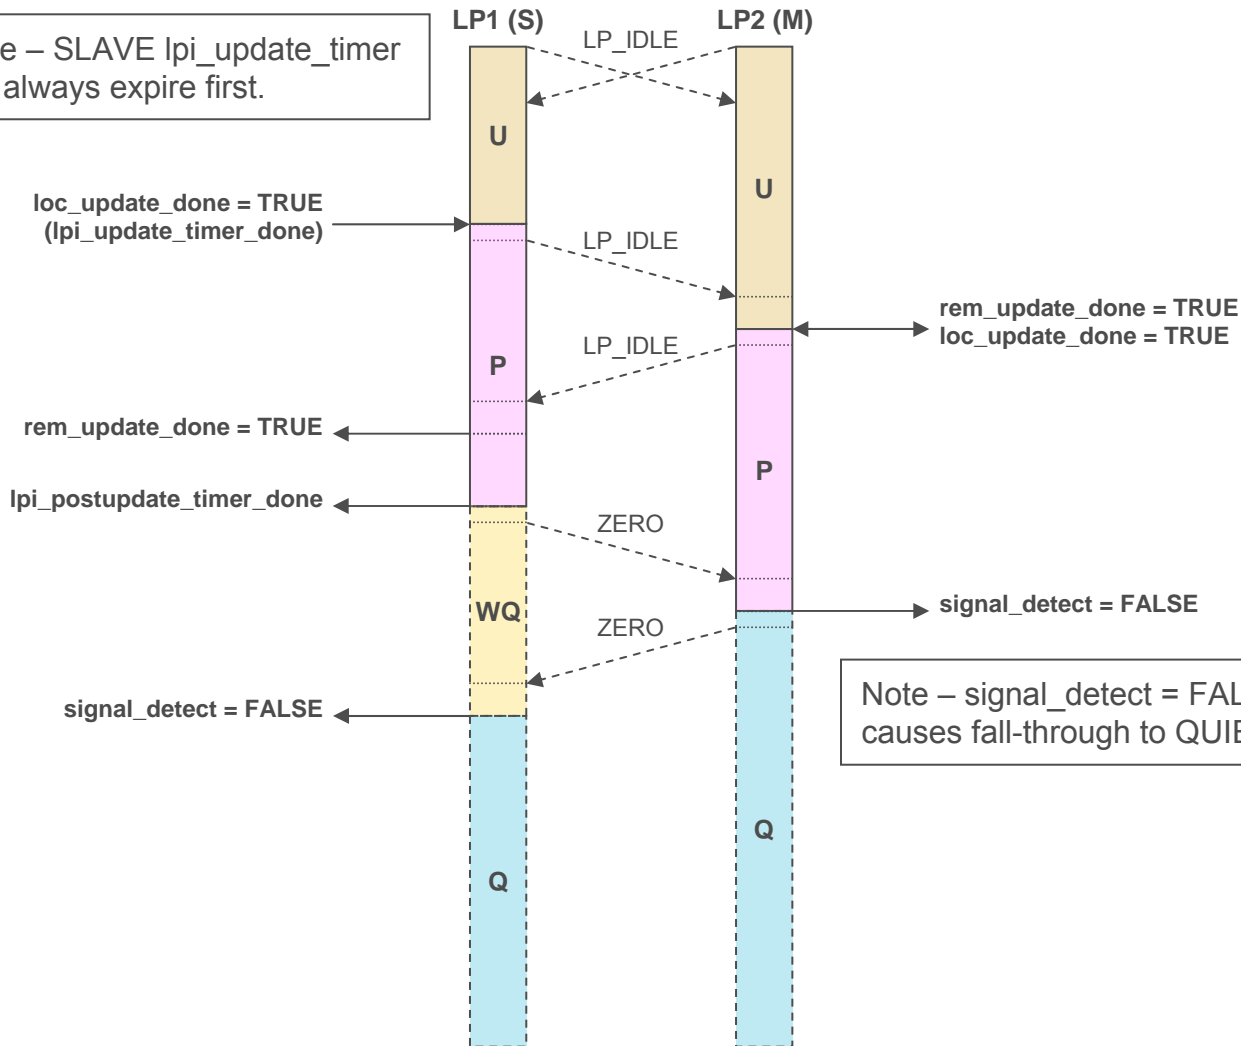 LP1 (S)
LP2 (M)
e – SLAVE lpi_update_timer
always expire first.
LP_IDLE
U
U
loc_update_done = TRUE
(lpi_update_timer_done)
LP_IDLE
rem_update_done = TRUE
loc_update_done = TRUE
LP_IDLE
P
rem_update_done = TRUE
P
lpi_postupdate_timer_done
ZERO
WQ
signal_detect = FALSE
ZERO
signal_detect = FALSE
Note – signal_detect = FAL
causes fall-through to QUIE
Q
Q